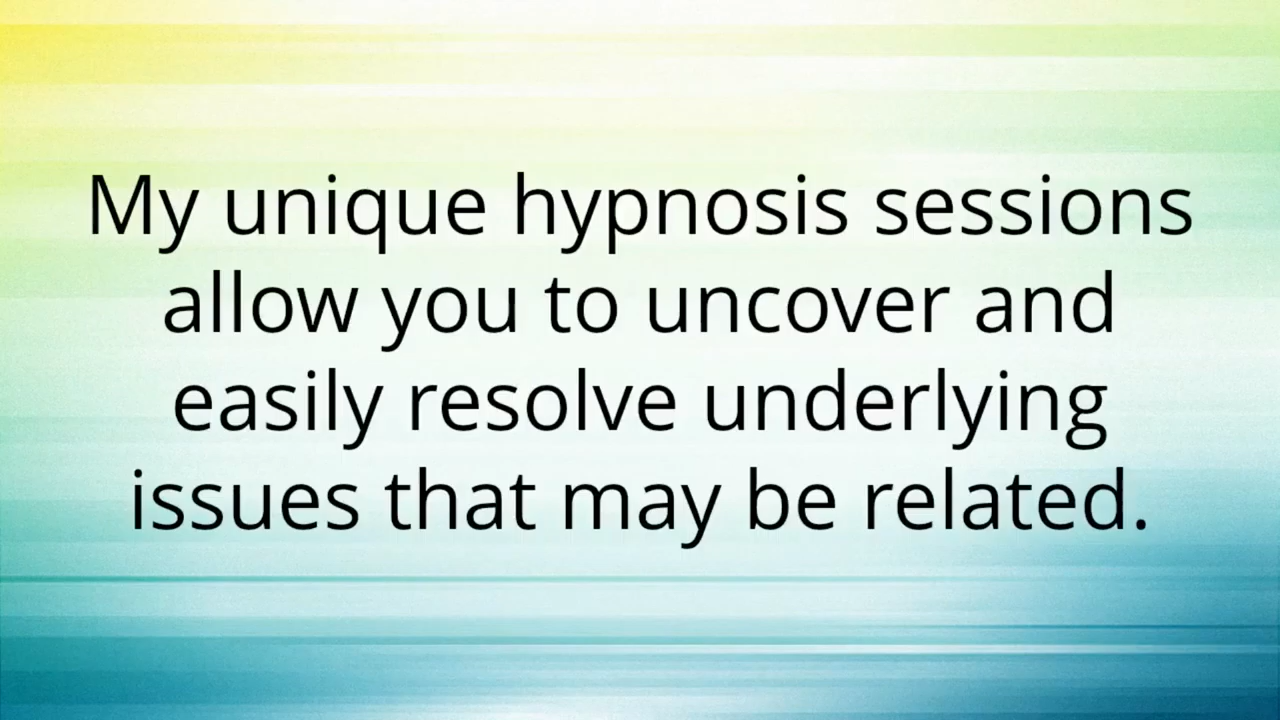 My unique hypnosis sessions
allow you to uncover and
easily resolve underlying
issues that may be related.